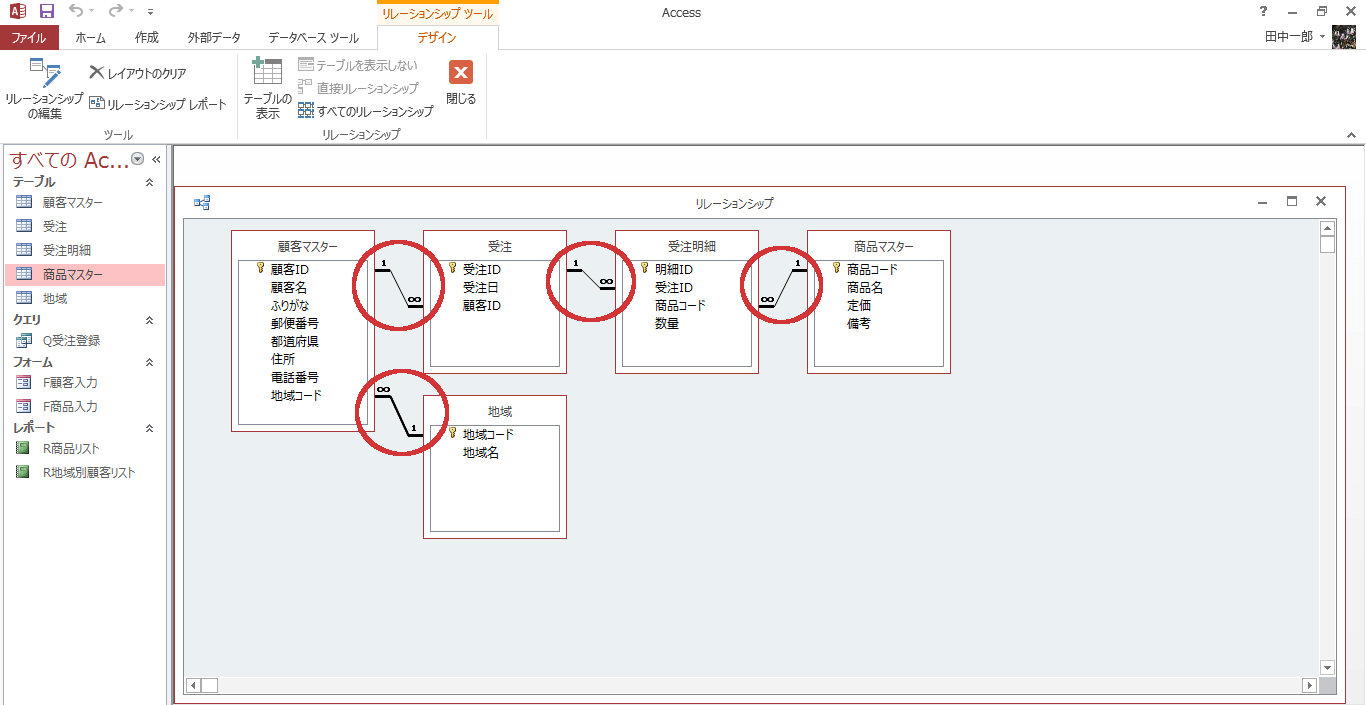 リレーションシップ ツール
Access
?
ファイル
ホーム
作成
外部データ
データベース ツール
デザイン
田中一郎
リレーションシップ
の編集
レイアウトのクリア
リレーションシップ レポート
ツール
テーブルの
表示
テーブルを表示しない
直接リレーションシップ
すべてのリレーションシップ
閉じる
リレーションシップ
すべての Ac...
テーブル
顧客マスター
受注
受注明細
商品マスター
地域
クエリ
Q受注登録
フォーム
F顧客入力
F商品入力
レポート
R商品リスト
R地域別顧客リスト
リレーションシップ
顧客マスター
顧客ID
顧客名
ふりがな
郵便番号
都道府県
住所
電話番号
地域コード
1
∞
受注
受注ID
受注日
顧客ID
1
∞
受注明細
明細ID
受注ID
商品コード
数量
1
∞
商品マスター
商品コード
商品名
定価
備考
∞
1
地域
地域コード
地域名